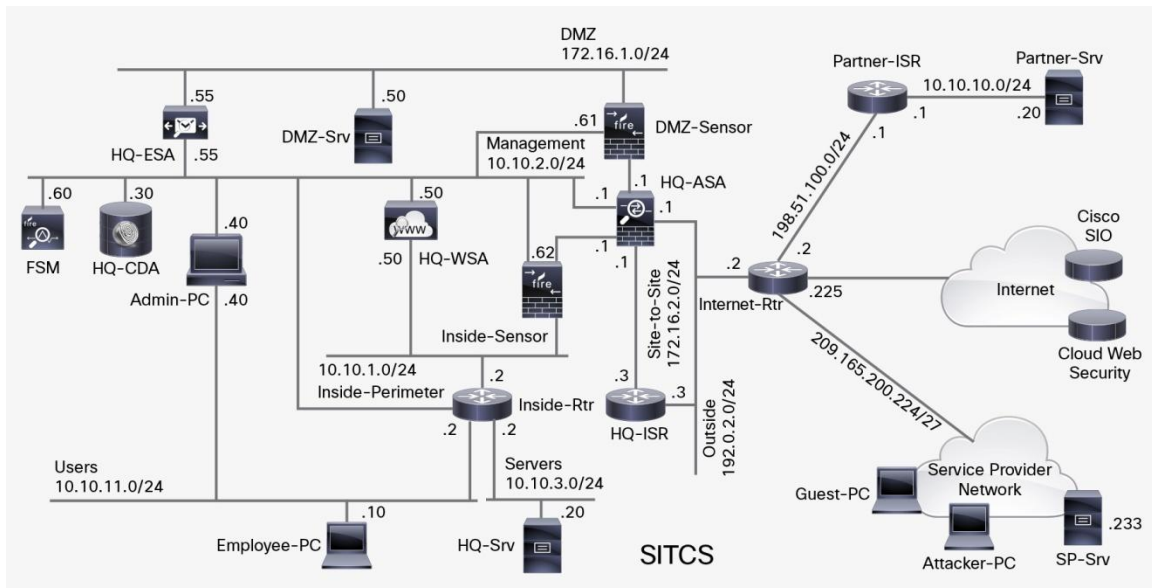 DMZ
172.16.1.0/24
Partner-ISR
Partner-Srv
10.10.10.0/24
.1
.20
.1
.55
.50
.61
DMZ-Sensor
fire
HQ-ESA
.55
DMZ-Srv
Management
10.10.2.0/24
.1
HQ-ASA
.1
.1
.1
.1
198.51.100.0/24
.60
.30
.40
.50
www
.50
HQ-WSA
.62
fire
fire
FSM
HQ-CDA
Admin-PC
.40
Inside-Sensor
Site-to-Site
172.16.2.0/24
.2
.2
.225
Internet-Rtr
Cisco
SIO
Internet
Cloud Web
Security
209.165.200.224/27
10.10.1.0/24
Inside-Perimeter
.2
Inside-Rtr
.2
.2
.3
HQ-ISR
.3
Outside
192.0.2.0/24
Users
10.10.11.0/24
Servers
10.10.3.0/24
.10
Employee-PC
.20
HQ-Srv
SITCS
Service Provider
Network
Guest-PC
Attacker-PC
.233
SP-Srv